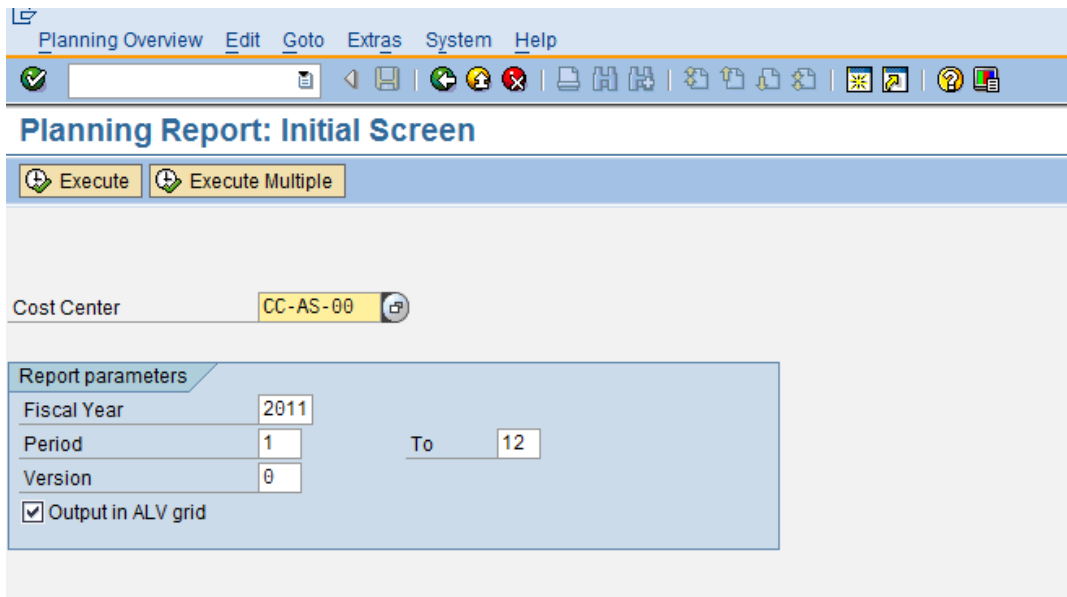 Planning Overview Edit Goto Extras System Help
Planning Report: Initial Screen
Execute Execute Multiple
Cost Center CC-AS-00
Report parameters
Fiscal Year 2011
Period 1 To 12
Version 0
Output in ALV grid